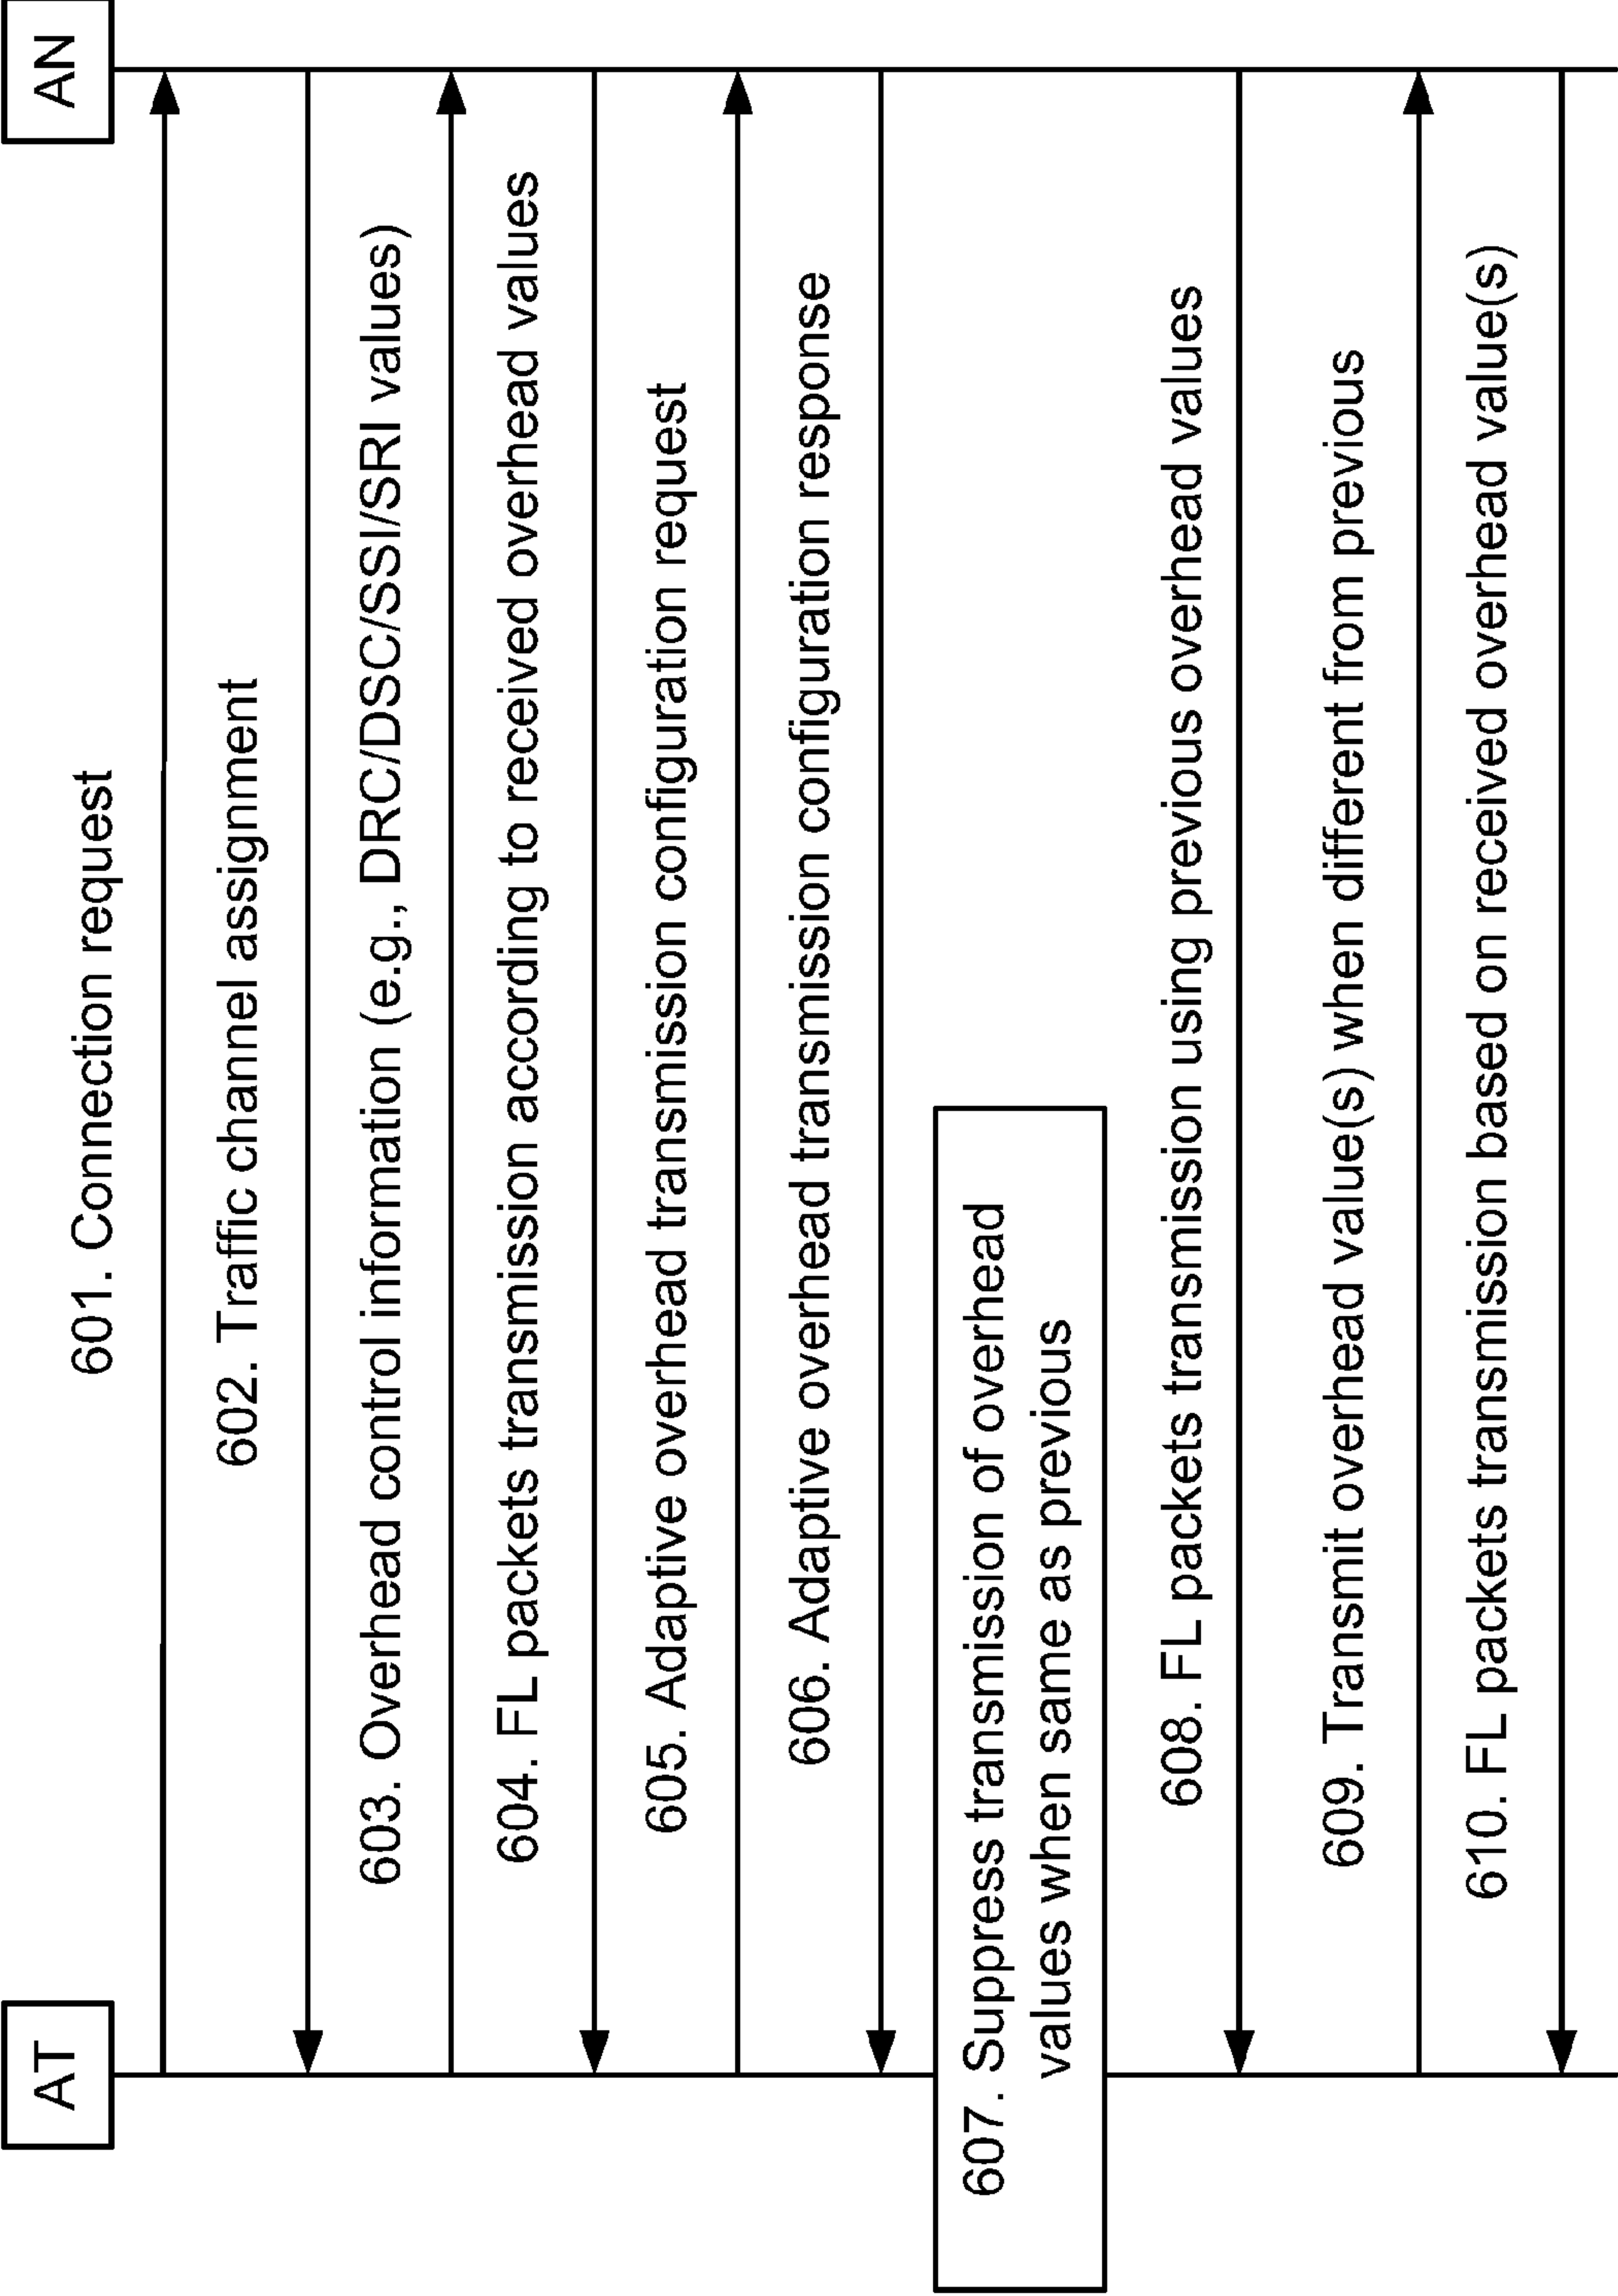 AT
AN
601. Connection request
602. Traffic channel assignment
603. Overhead control information (e.g., DRC/DSC/SSI/SRI values)
604. FL packets transmission according to received overhead values
605. Adaptive overhead transmission configuration request
606. Adaptive overhead transmission configuration response
607. Suppress transmission of overhead
values when same as previous
608. FL packets transmission using previous overhead values
609. Transmit overhead value(s) when different from previous
610. FL packets transmission based on received overhead value(s)